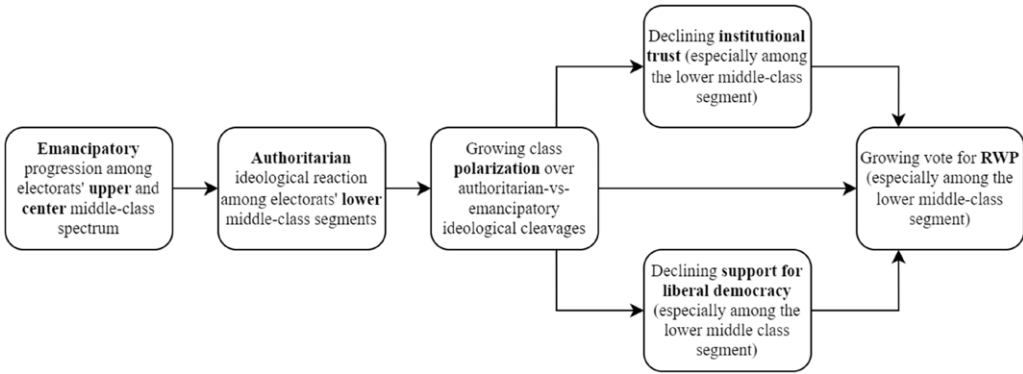 Emancipatory
progression among
electorats' upper and
center middle-class
spectrum
Authoritarian
ideological reaction
among electorats' lower
middle-class segments
Growing class
polarization over
authoritarian-vs-
emancipatory
ideological cleavages
Declining institutional
trust (especially among
the lower middle-class
segment)
Declining support for
liberal democracy
(especially among the
lower middle class
segment)
Growing vote for RWP
(especially among the
lower middle-class
segment)